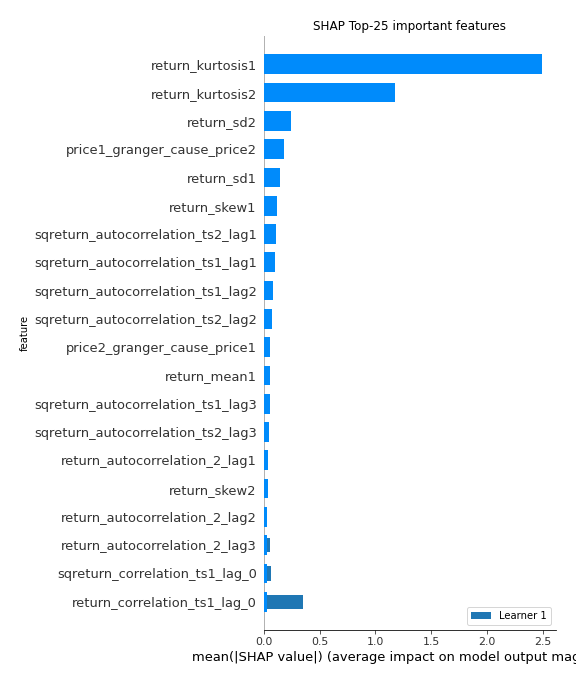 SHAP Top-25 important features
return_kurtosis1
return_kurtosis2
return_sd2
price1_granger_cause_price2
return_sd1
return_skew1
sqreturn_autocorrelation_ts2_lag1
sqreturn_autocorrelation_ts1_lag1
sqreturn_autocorrelation_ts1_lag2
sqreturn_autocorrelation_ts2_lag2
price2_granger_cause_price1
return_mean1
sqreturn_autocorrelation_ts1_lag3
sqreturn_autocorrelation_ts2_lag3
return_autocorrelation_2_lag1
return_skew2
return_autocorrelation_2_lag2
return_autocorrelation_2_lag3
sqreturn_correlation_ts1_lag_0
return_correlation_ts1_lag_0
feature
Learner 1
0.0 0.5 1.0 1.5 2.0 2.5
mean(|SHAP value|) (average impact on model output mag